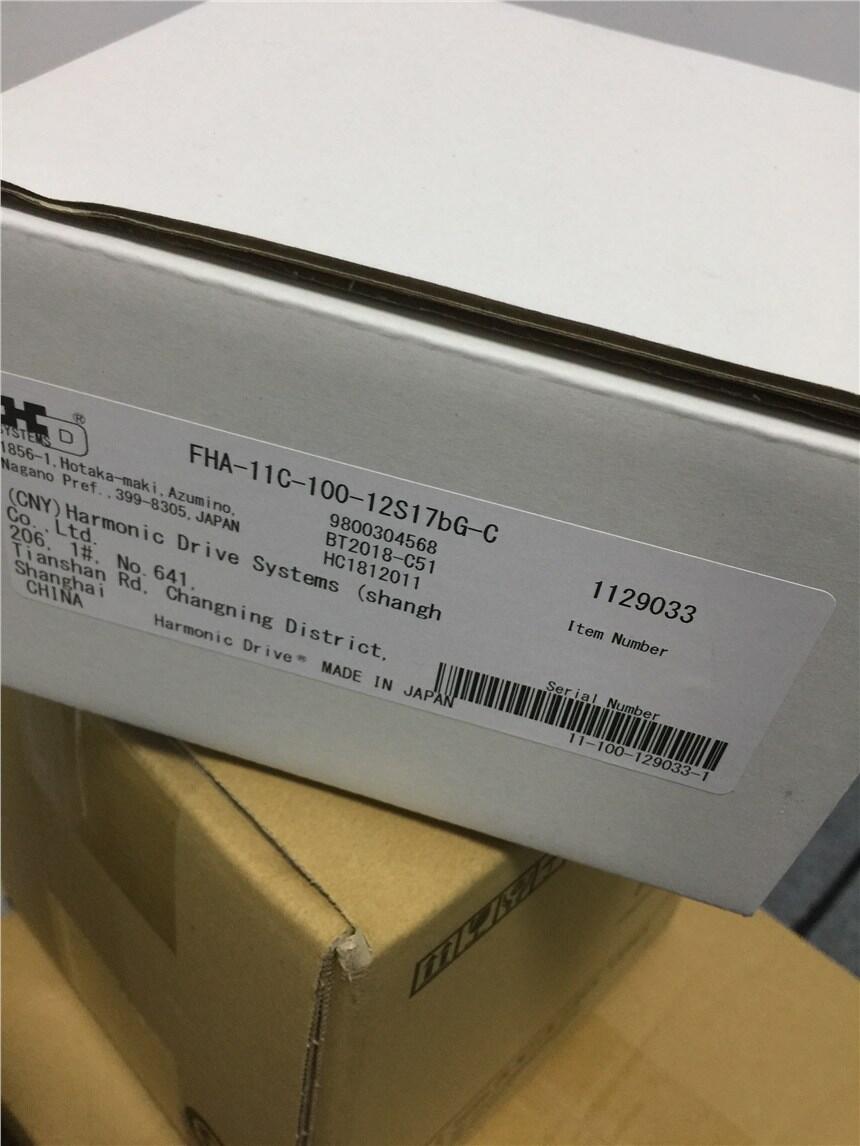 HD®
SYSTEMS
1856-1, Hotaka-maki, Azumino,
Nagano Pref., 399-8305, JAPAN
FHA-11C-100-12S17bG-C
9800304568
BT2018-C51
HC1812011
(CNY)Harmonic Drive Systems (shangh
Co., Ltd.
206, 1#, No.641,
Tianshan Rd, Changning District,
Shanghai
CHINA
Harmonic Drive® MADE IN JAPAN
1129033
Item Number
Serial Number
11-100-129033-1